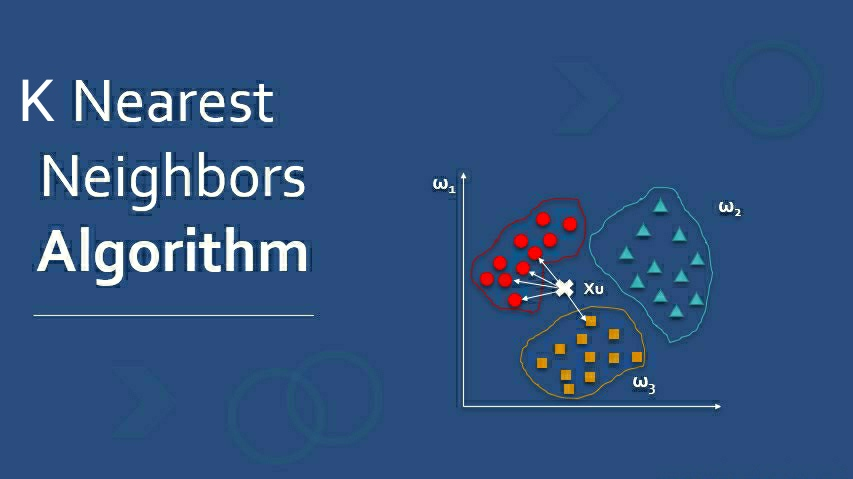 K Nearest
Neighbors
Algorithm
ω₁
ω₂
Xu
ω₃